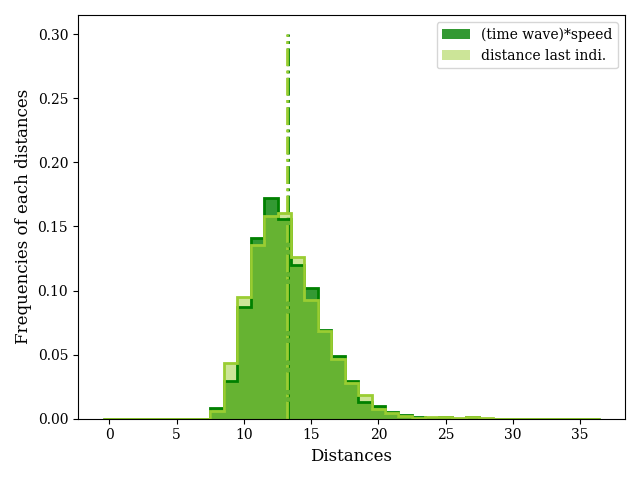 (time wave)*speed
distance last indi.
Frequencies of each distances
0.30
0.25
0.20
0.15
0.10
0.05
0.00
0 5 10 15 20 25 30 35
Distances